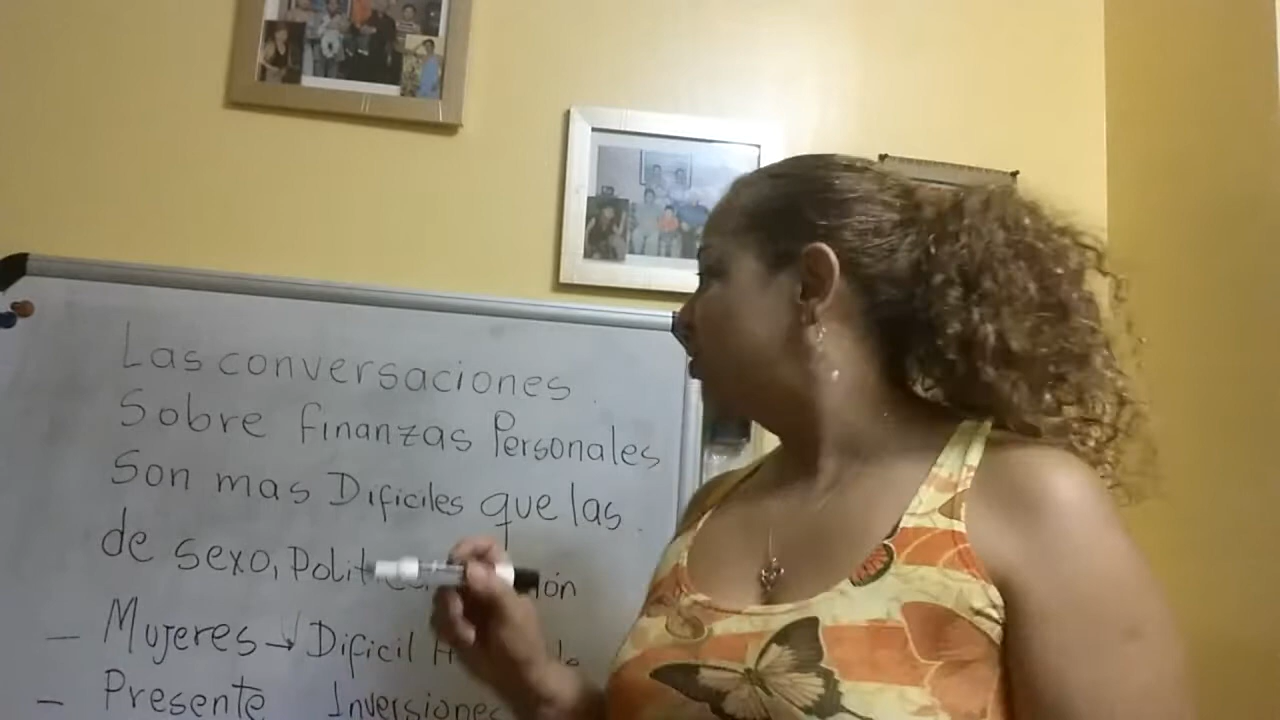 Las conversaciones
Sobre finanzas Personales
Son mas Dificiles que las
de sexo, Polit
- Mujeres → Dificil
- Presente Inversiones